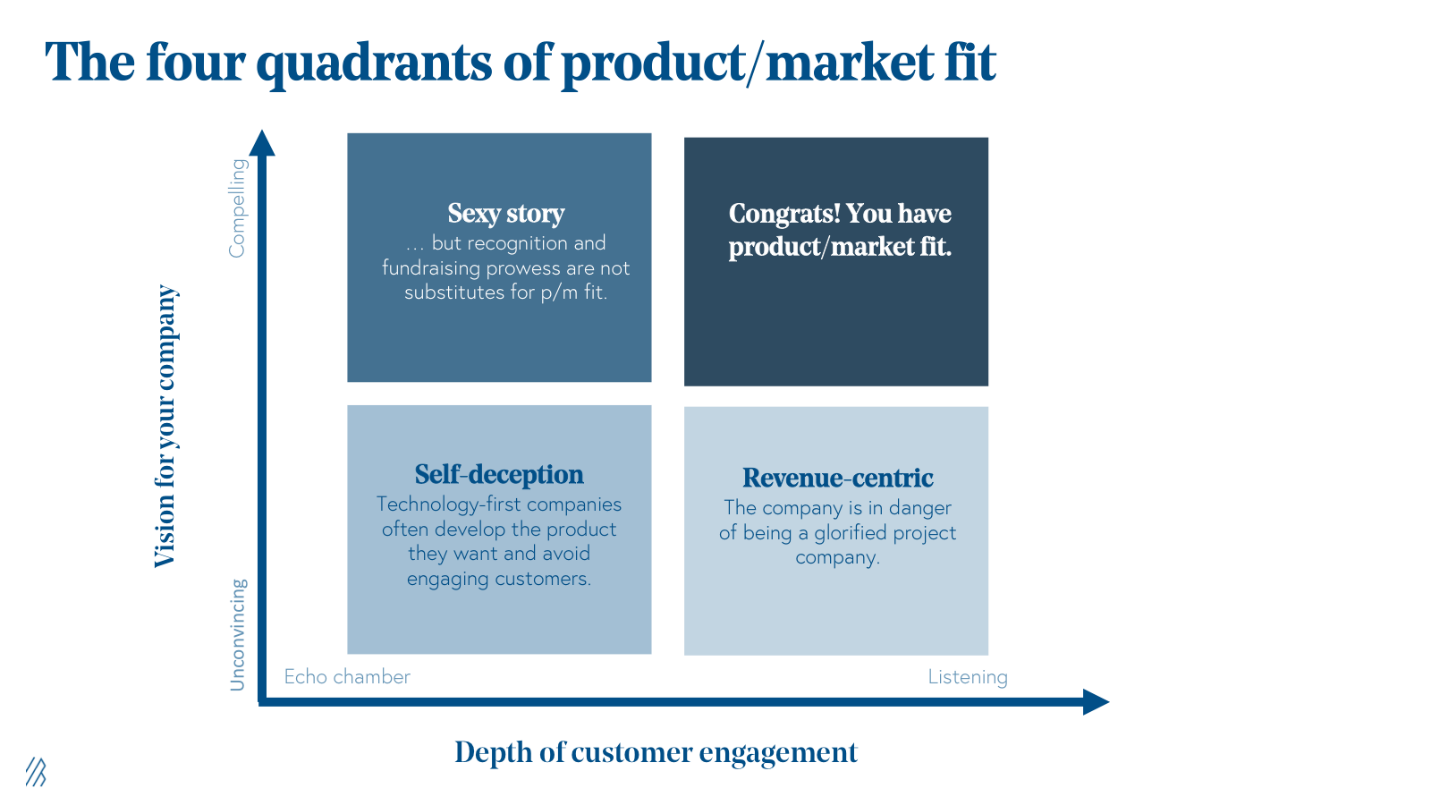 The four quadrants of product/market fit
Compelling
Vision for your company
Unconvincing
Sexy story
... but recognition and
fundraising prowess are not
substitutes for p/m fit.
Congrats! You have
product/market fit.
Self-deception
Technology-first companies
often develop the product
they want and avoid
engaging customers.
Revenue-centric
The company is in danger
of being a glorified project
company.
Echo chamber
Listening
Depth of customer engagement